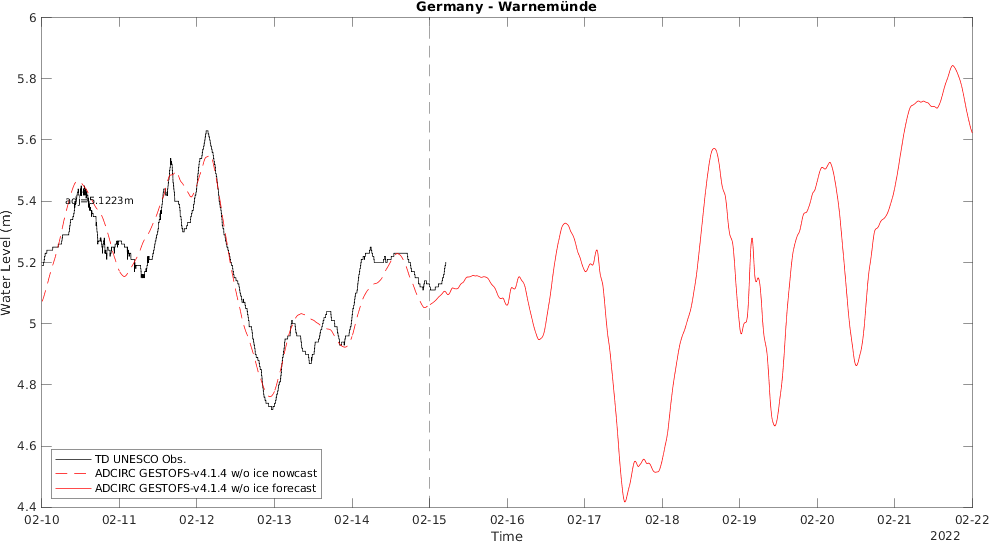 Germany - Warnemünde
Water Level (m)
6
5.8
5.6
5.4
5.2
5
4.8
4.6
4.4
5.1223m
TD UNESCO Obs.
ADCIRC GESTOFS-v4.1.4 w/o ice nowcast
ADCIRC GESTOFS-v4.1.4 w/o ice forecast
02-10 02-11 02-12 02-13 02-14 02-15 02-16 02-17 02-18 02-19 02-20 02-21 02-22
Time
2022